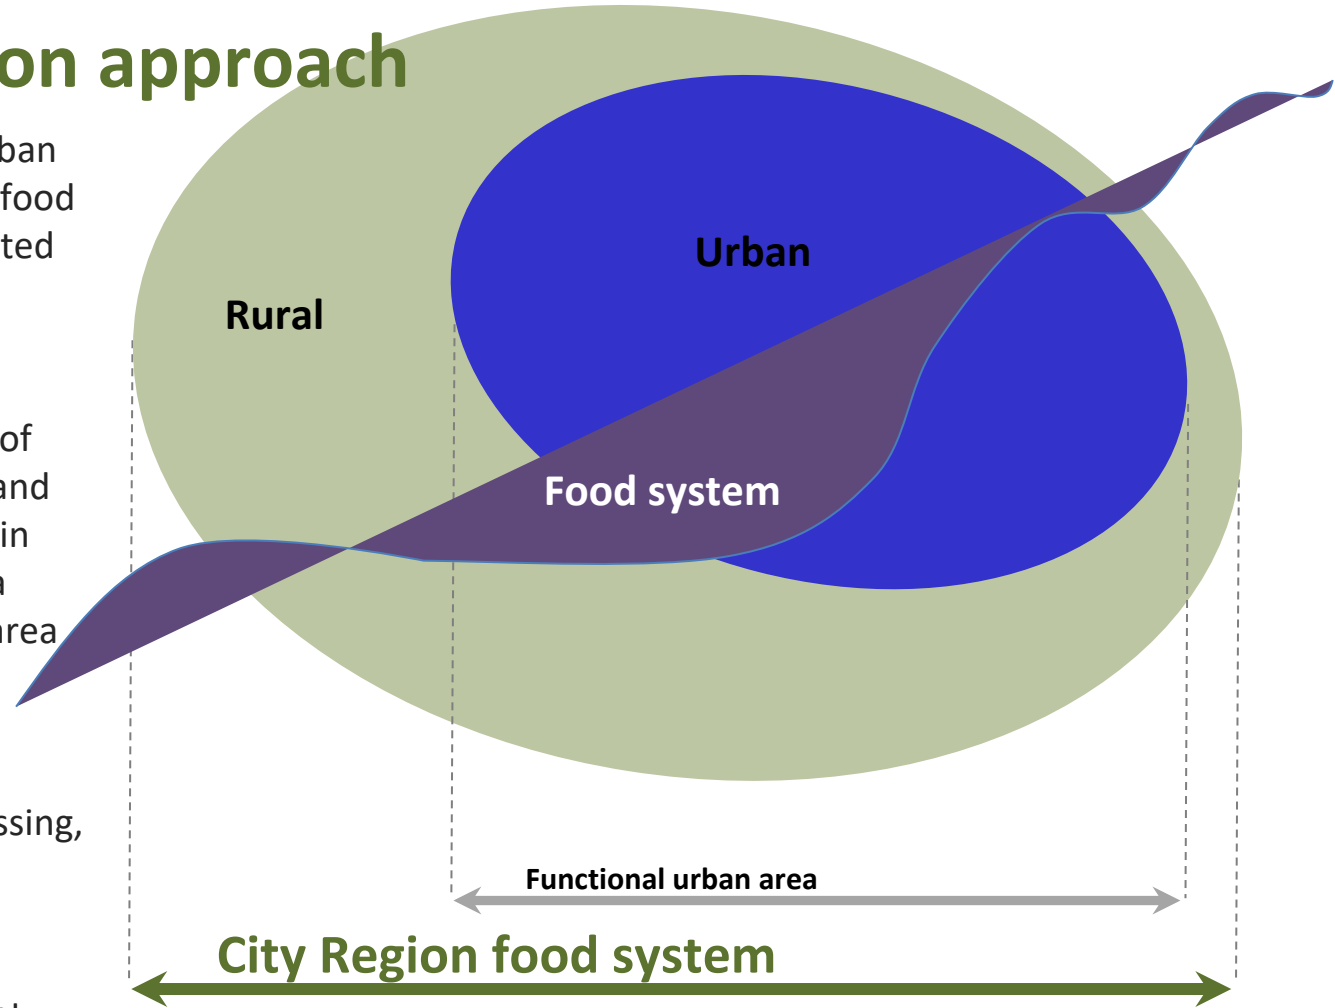 on approach
ban
food
ted
Urban
Rural
of
and
in
a
area
Food system
ssing,
Functional urban area
City Region food system